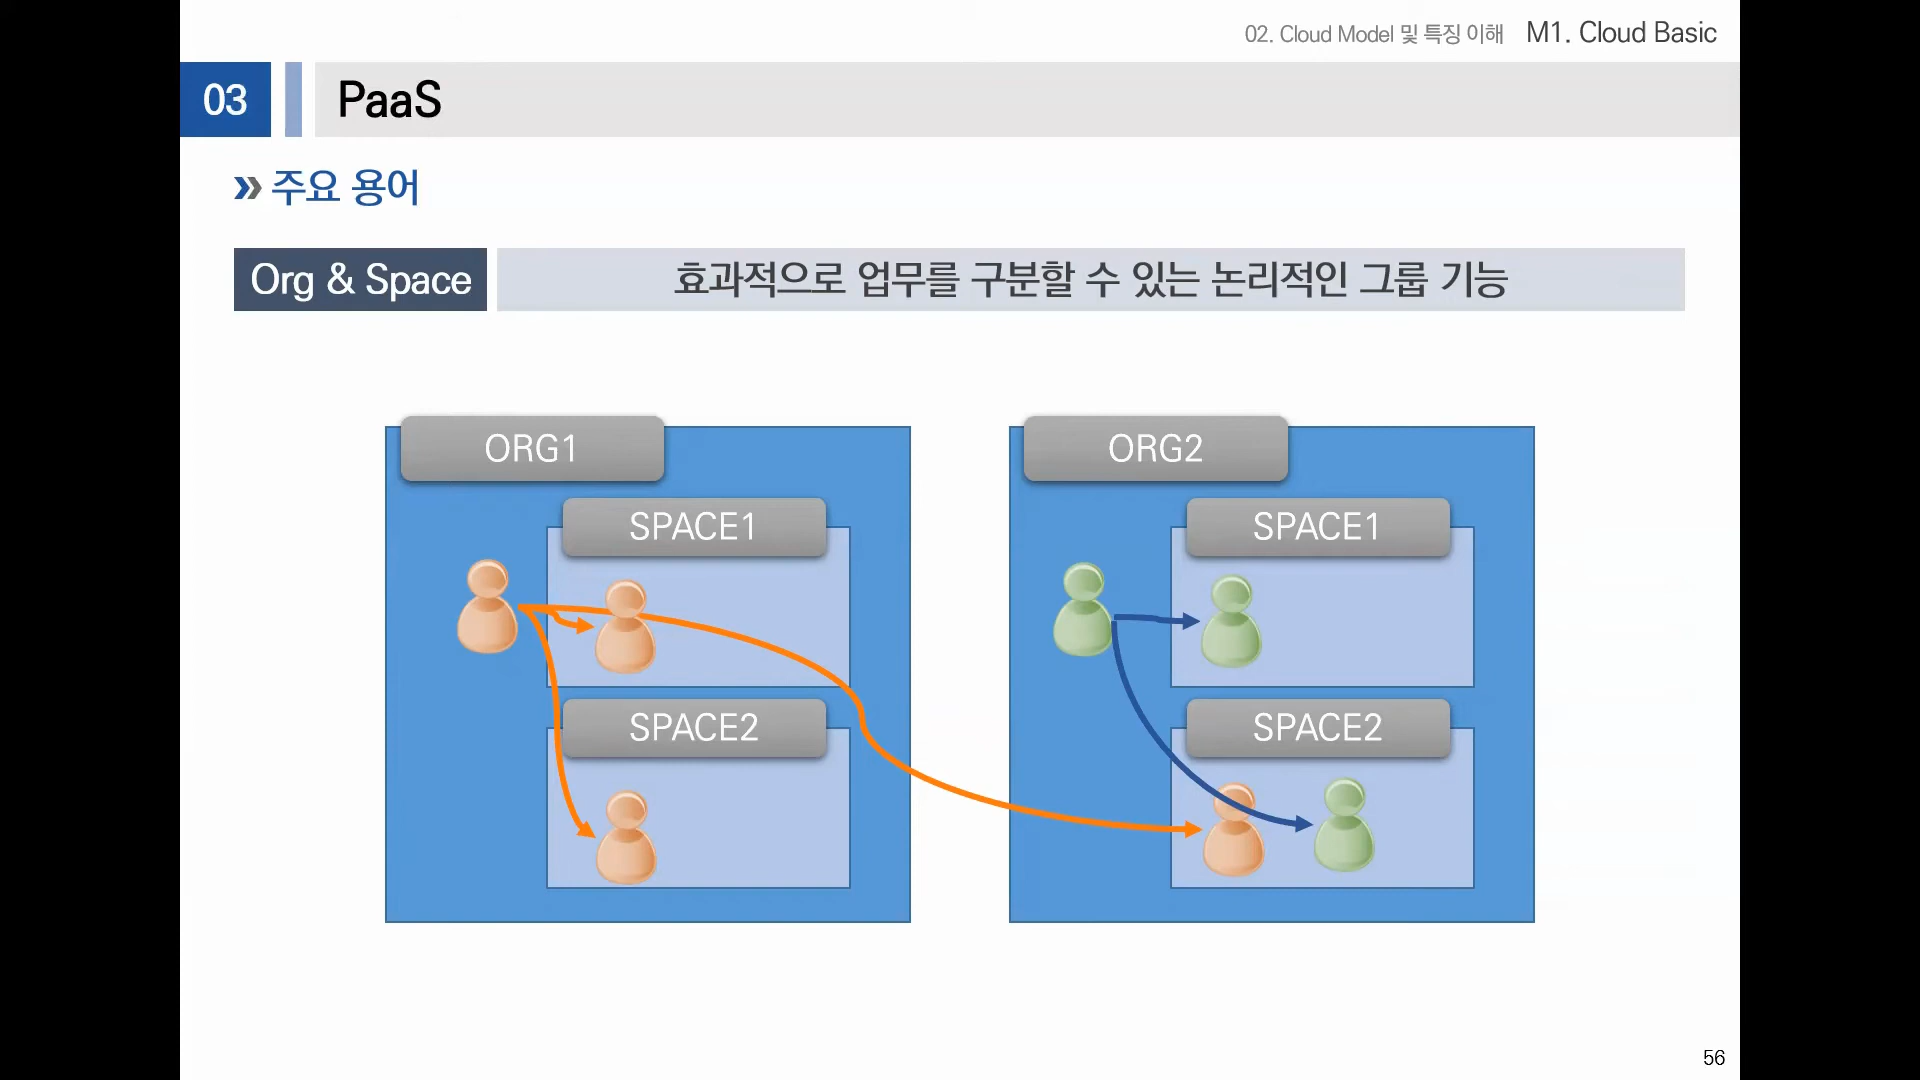 02. Cloud Model 및 특징 이해 M1. Cloud Basic
03 PaaS
주요 용어
Org & Space 효과적으로 업무를 구분할 수 있는 논리적인 그룹 기능
ORG1
SPACE1
SPACE2
ORG2
SPACE1
SPACE2
56